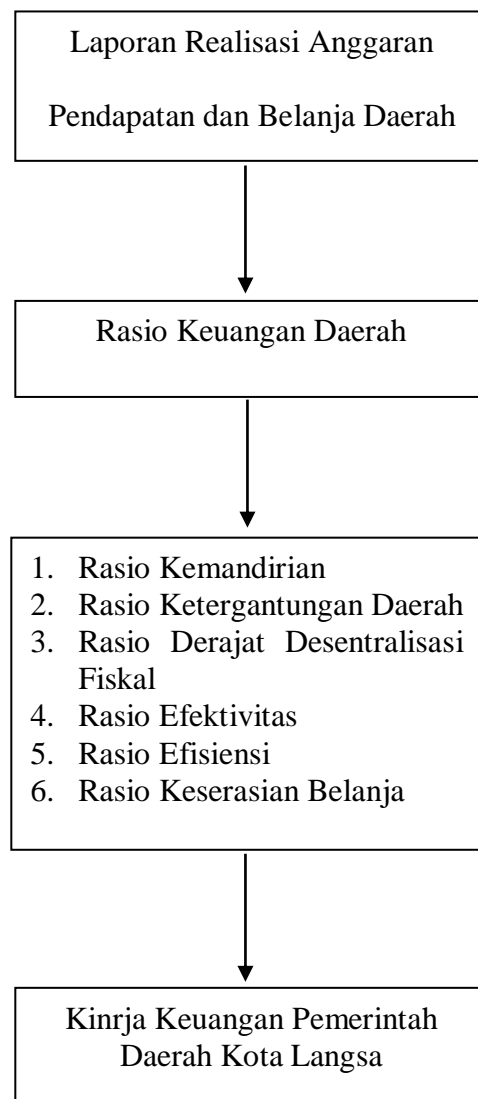 Laporan Realisasi Anggaran
Pendapatan dan Belanja Daerah
Rasio Keuangan Daerah
1. Rasio Kemandirian
2. Rasio Ketergantungan Daerah
3. Rasio Derajat Desentralisasi
Fiskal
4. Rasio Efektivitas
5. Rasio Efisiensi
6. Rasio Keserasian Belanja
Kinrja Keuangan Pemerintah
Daerah Kota Langsa